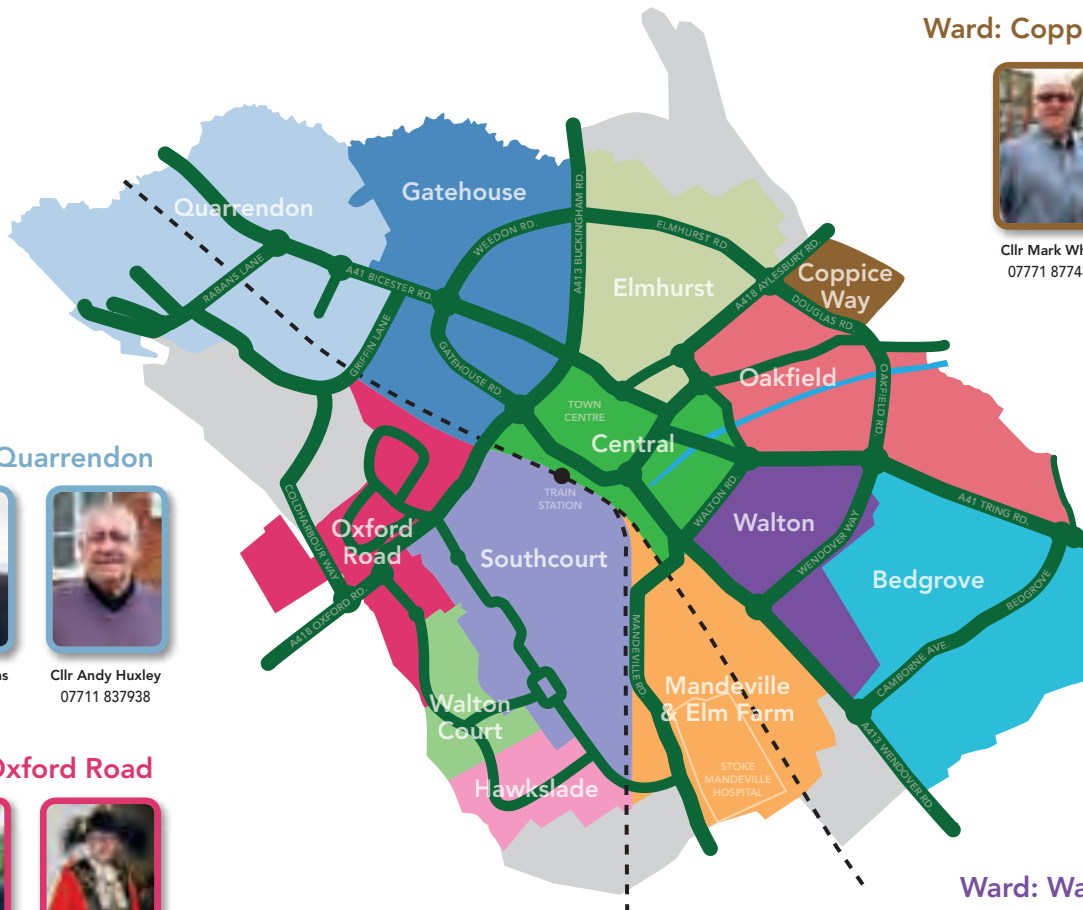 Ward: Copp
Cllr Mark Wh
07771 8774
Quarrendon
Gatehouse
Elmhurst
Coppice
Way
Oakfield
TOWN
CENTRE
Central
TRAIN
STATION
Oxford
Road
Southcourt
Walton
Bedgrove
Walton
Court
Hawkslade
Mandeville
& Elm Farm
STOKE
MANDEVILLE
HOSPITAL
RABANS LANE
A41 BICESTER RD.
GRIFFIN LANE
WEEDON RD.
GATEHOUSE RD.
A413 BUCKINGHAM RD.
ELMHURST RD
A418 AYLESBURY RD.
DOUGLAS RD
OAKFIELD RD.
WALTON RD.
WENDOVER WAY
A41 TRING RD.
BEDGROVE
CAMBORNE AVE.
A413 WENDOVER RD.
MANDEVILLE RD.
COLDHARBOUR WAY
A418 OXFORD RD.
Quarrendon
Cllr Andy Huxley
07711 837938
Oxford Road
Ward: Wa